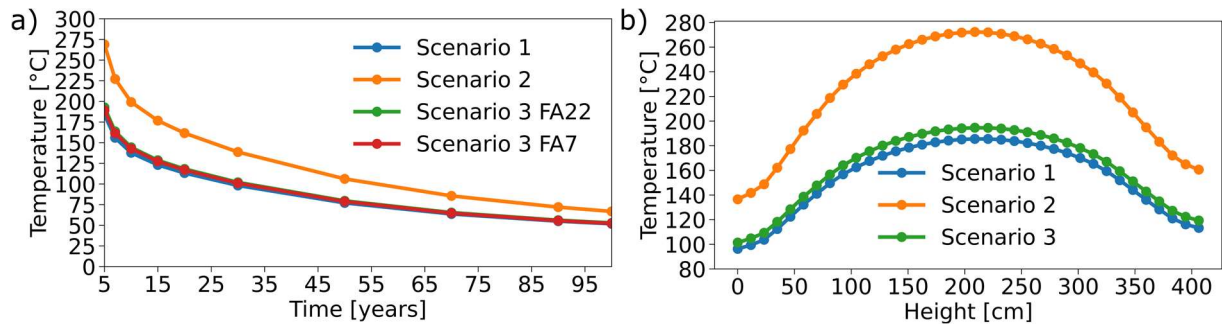 a)
Temperature [°C]
300
275
250
225
200
175
150
125
100
75
50
25
0
5 15 25 35 45 55 65 75 85 95
Time [years]
Scenario 1
Scenario 2
Scenario 3 FA22
Scenario 3 FA7
b)
Temperature [°C]
280
260
240
220
200
180
160
140
120
100
80
0 50 100 150 200 250 300 350 400
Height [cm]
Scenario 1
Scenario 2
Scenario 3